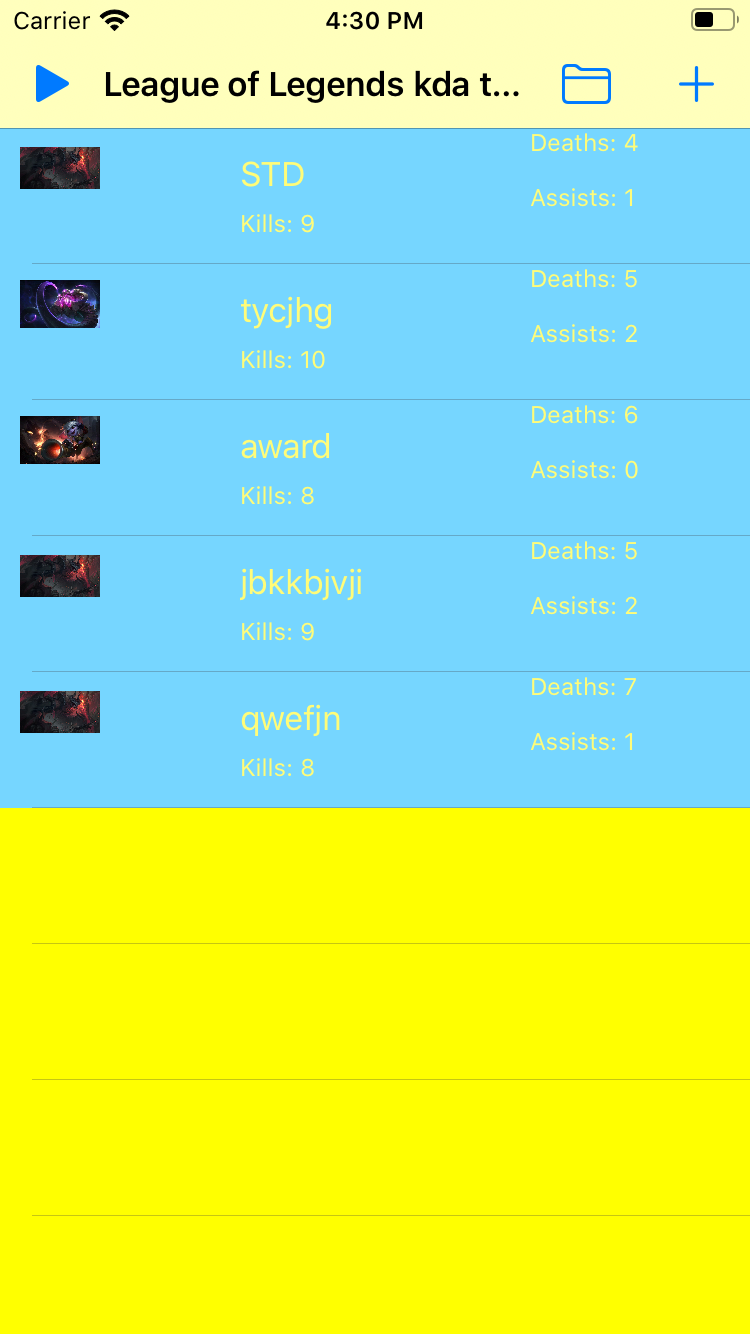 Carrier 4:30 PM
League of Legends kda t...
STD
Kills: 9
Deaths: 4
Assists: 1
tycjhg
Kills: 10
Deaths: 5
Assists: 2
award
Kills: 8
Deaths: 6
Assists: 0
jbkkbjvji
Kills: 9
Deaths: 5
Assists: 2
qwefjn
Kills: 8
Deaths: 7
Assists: 1